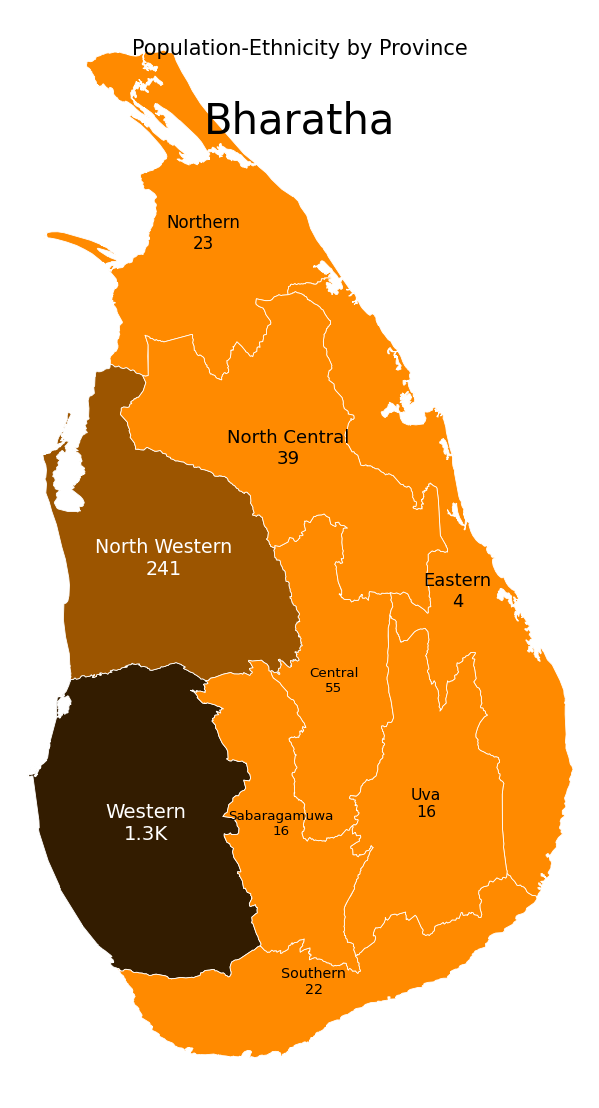 Population-Ethnicity by Province
Bharatha
Northern
23
North Central
39
North Western
241
Eastern
4
Central
55
Uva
16
Sabaragamuwa
16
Western
1.3K
Southern
22